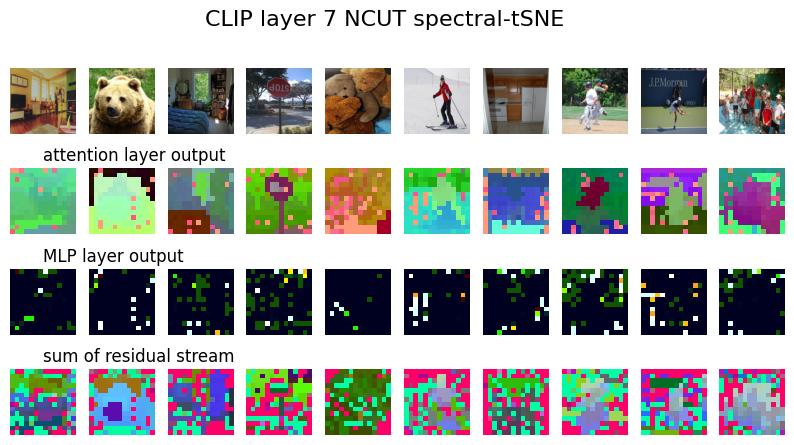 CLIP layer 7 NCUT spectral-tSNE
STOP
J.P.Morgan
attention layer output
MLP layer output
sum of residual stream